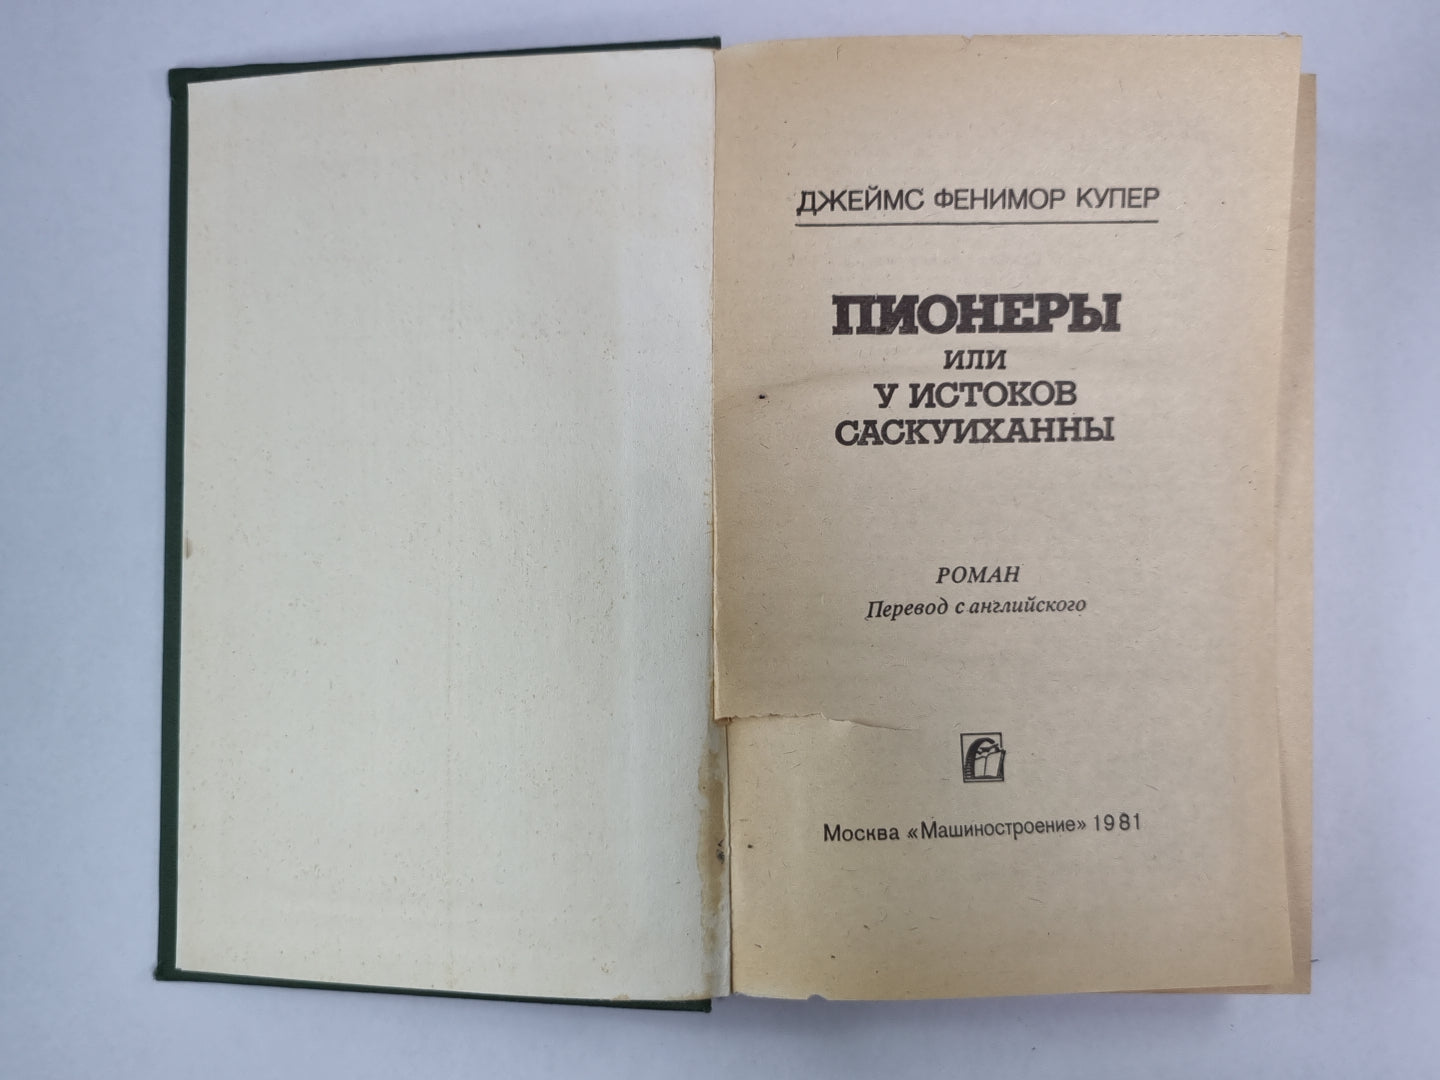 ДЖЕЙМС ФЕНИМОР КУПЕР
ПИОНЕРЫ
ИЛИ
У ИСТОКОВ
САСКУИХАННЫ
РОМАН
Перевод с английского
Москва «Машиностроение» 1981